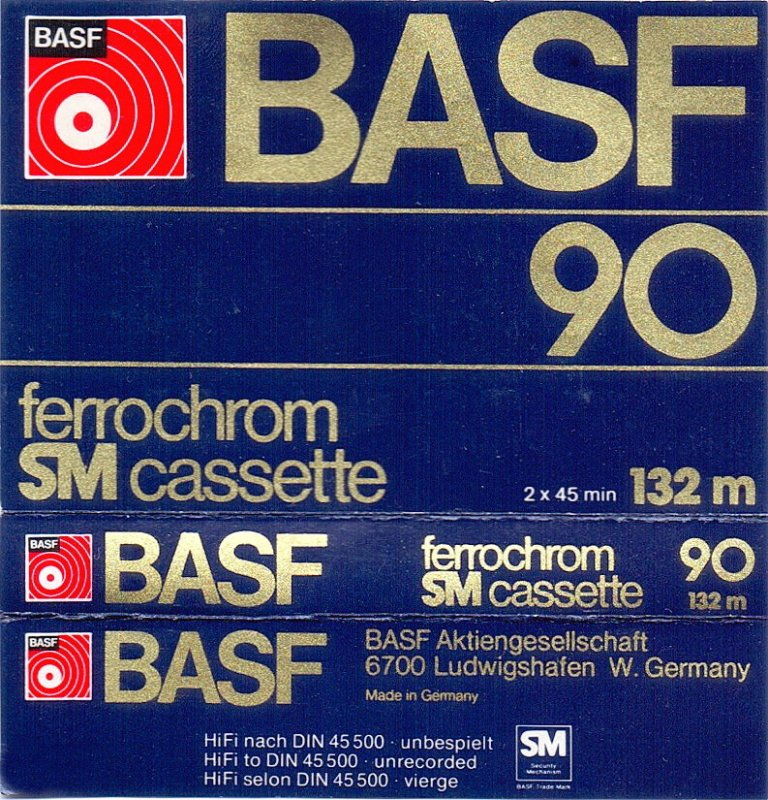 BASF
BASF
90
ferrochrom
SM cassette
2 x 45 min 132 m
BASF
BASF
ferrochrom
SM cassette
90
132 m
BASF
BASF
BASF Aktiengesellschaft
6700 Ludwigshafen W. Germany
Made in Germany
HiFi nach DIN 45 500 · unbespielt
HiFi to DIN 45 500 · unrecorded
HiFi selon DIN 45 500 · vierge
SM
Security
Mechanism
BASF Trade Mark